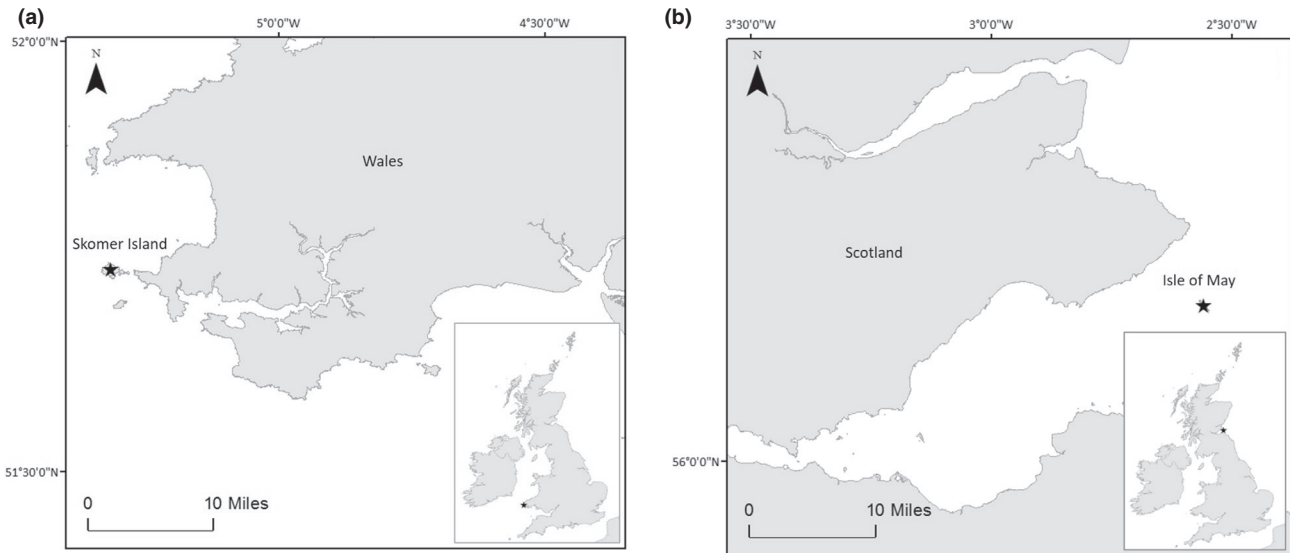 (a)
5°0'0"W
4°30'0"W
52°0'0"N
N
Wales
Skomer Island
51°30'0"N
0
10 Miles
(b)
3°30'0"W
3°0'0"W
2°30'0"W
N
Scotland
Isle of May
56°0'0"N
0
10 Miles